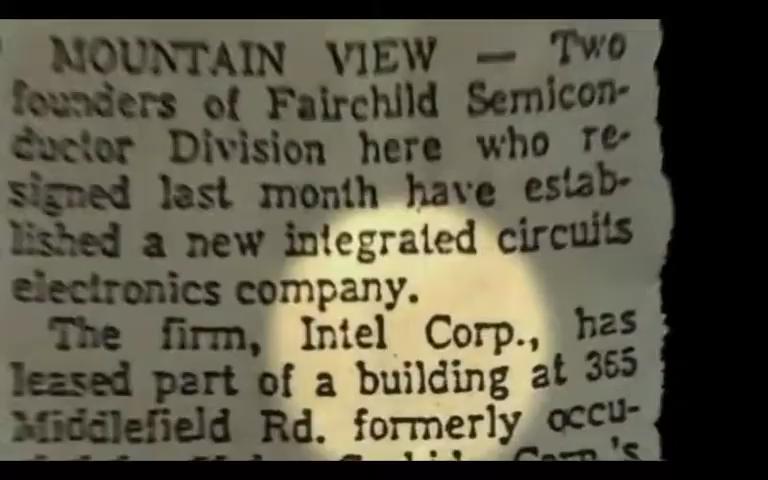 MOUNTAIN VIEW — Two
founders of Fairchild Semicon-
ductor Division here who re-
signed last month have estab-
lished a new integrated circuits
electronics company.
The firm, Intel Corp., has
leased part of a building at 365
Middlefield Rd. formerly occu-
Corp.'s